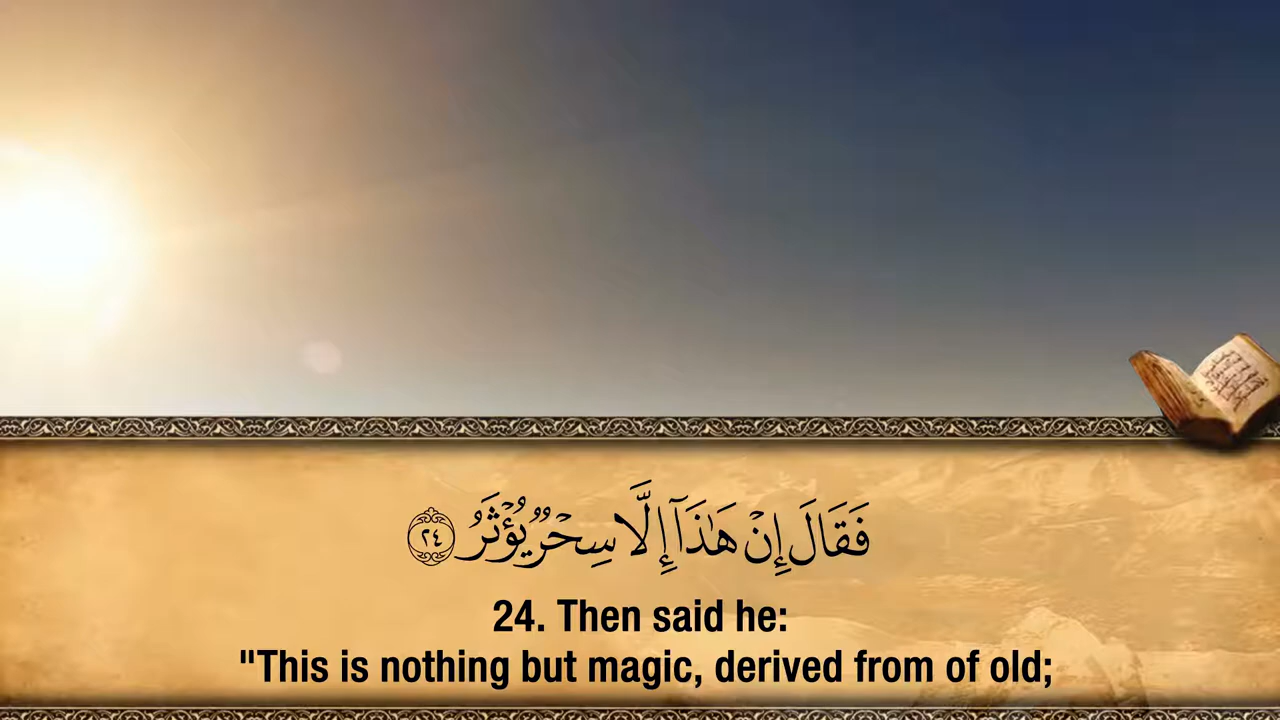 فَقَالَ إِنْ هَٰذَآ إِلَّا سِحْرٌ يُؤْثَرُ ٢٤
24. Then said he:
"This is nothing but magic, derived from of old;